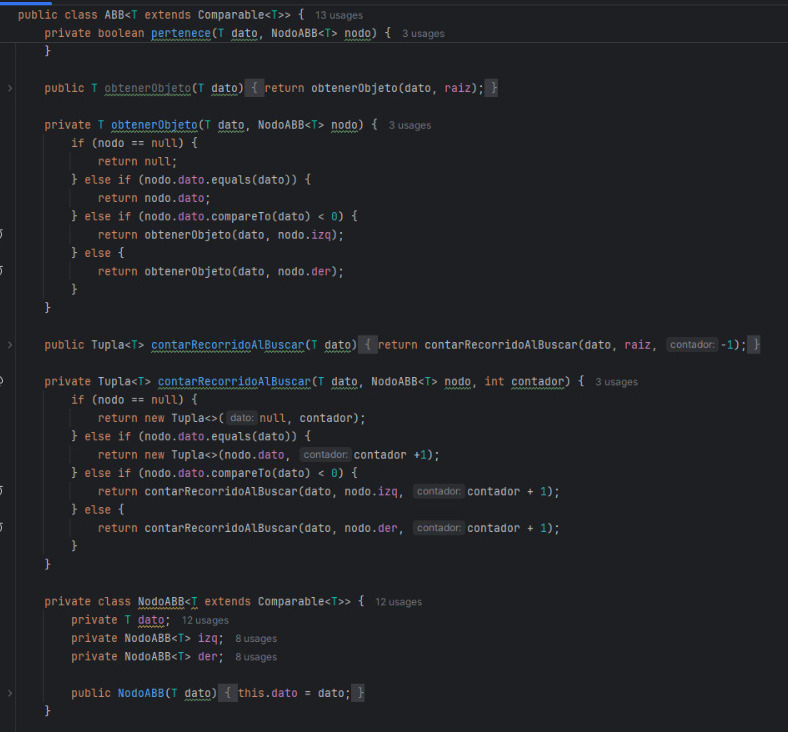 public class ABB<T extends Comparable<T>> { 13 usages
private boolean pertenece(T dato, NodoABB<T> nodo) { 3 usages
}
public T obtenerObjeto(T dato) { return obtenerObjeto(dato, raiz); }
private T obtenerObjeto(T dato, NodoABB<T> nodo) { 3 usages
if (nodo == null) {
return null;
} else if (nodo.dato.equals(dato)) {
return nodo.dato;
} else if (nodo.dato.compareTo(dato) < 0) {
return obtenerObjeto(dato, nodo.izq);
} else {
return obtenerObjeto(dato, nodo.der);
}
}
public Tupla<T> contarRecorridoAlBuscar(T dato) { return contarRecorridoAlBuscar(dato, raiz, contador: -1); }
private Tupla<T> contarRecorridoAlBuscar(T dato, NodoABB<T> nodo, int contador) { 3 usages
if (nodo == null) {
return new Tupla<>( dato: null, contador);
} else if (nodo.dato.equals(dato)) {
return new Tupla<>(nodo.dato, contador: contador +1);
} else if (nodo.dato.compareTo(dato) < 0) {
return contarRecorridoAlBuscar(dato, nodo.izq, contador: contador + 1);
} else {
return contarRecorridoAlBuscar(dato, nodo.der, contador: contador + 1);
}
}
private class NodoABB<T extends Comparable<T>> { 12 usages
private T dato; 12 usages
private NodoABB<T> izq; 8 usages
private NodoABB<T> der; 8 usages
public NodoABB(T dato) { this.dato = dato; }
}